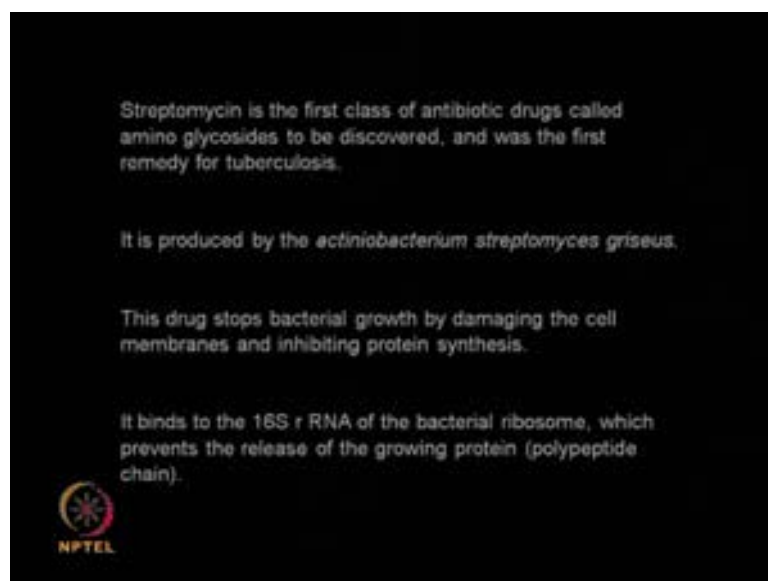 Streptomycin is the first class of antibiotic drugs called
amino glycosides to be discovered, and was the first
remedy for tuberculosis.
It is produced by the actiniobacterium streptomyces griseus.
This drug stops bacterial growth by damaging the cell
membranes and inhibiting protein synthesis.
It binds to the 16S r RNA of the bacterial ribosome, which
prevents the release of the growing protein (polypeptide
chain).
NPTEL